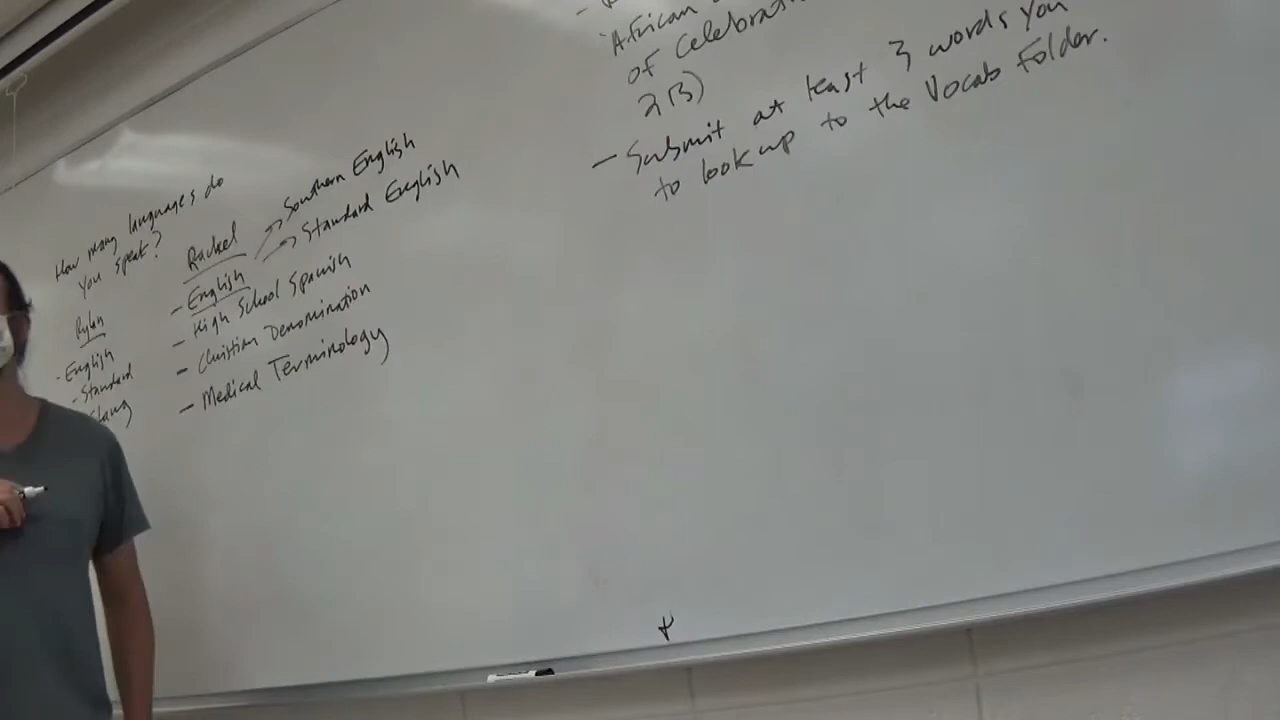 How many languages do
you speak?
Rylan
- English
- Standard
Slang
Rachel
- English
Southern English
Standard English
- High School Spanish
- Christian Denomination
- Medical Terminology
"African
of Celebration
2(3)
- Submit at least 3 words you
to look up to the Vocab Folder.